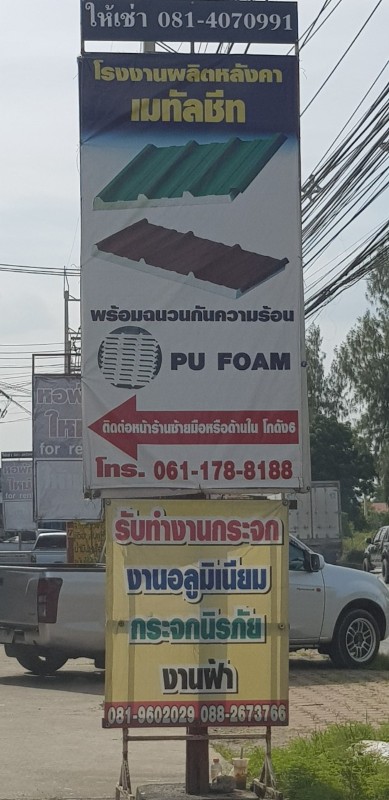 ให้เช่า 081-4070991
โรงงานผลิตหลังคา
เมทัลชีท
พร้อมฉนวนกันความร้อน
PU FOAM
ติดต่อหน้าร้านซ้ายมือหรือด้านใน โกดัง6
โทร. 061-178-8188
รับทำงานกระจก
งานอลูมิเนียม
กระจกนิรภัย
งานฝ้า
081-9602029 088-2673766
for re